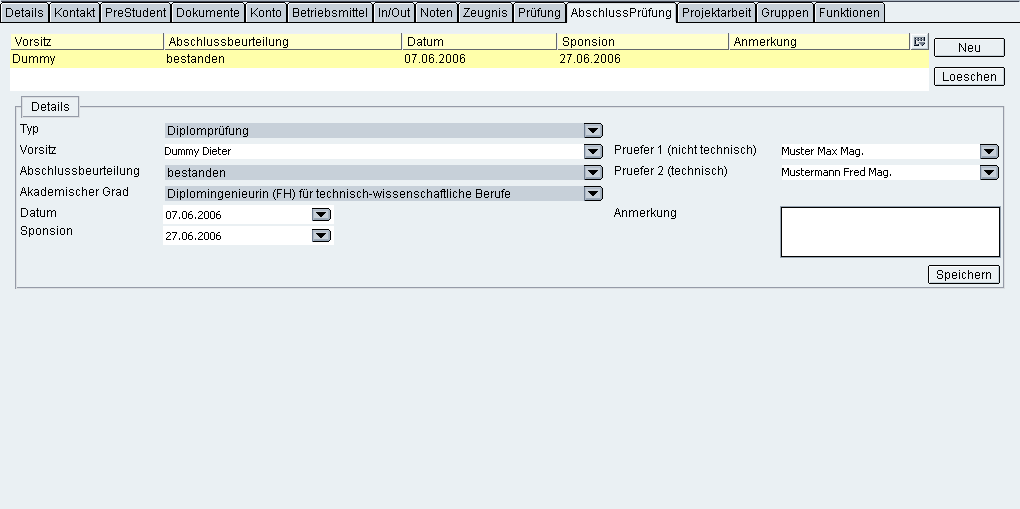 Details Kontakt PreStudent Dokumente Konto Betriebsmittel In/Out Noten Zeugnis Prüfung AbschlussPrüfung Projektarbeit Gruppen Funktionen
Vorsitz Abschlussbeurteilung Datum Sponsion Anmerkung
Neu
Dummy bestanden 07.06.2006 27.06.2006
Loeschen
Details
Typ Diplomprüfung
Vorsitz Dummy Dieter Pruefer 1 (nicht technisch) Muster Max Mag.
Abschlussbeurteilung bestanden Pruefer 2 (technisch) Mustermann Fred Mag.
Akademischer Grad Diplomingenieurin (FH) für technisch-wissenschaftliche Berufe
Datum 07.06.2006 Anmerkung
Sponsion 27.06.2006
Speichern